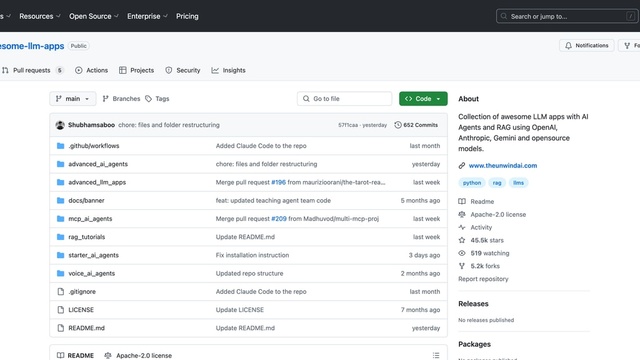 s Resources Open Source Enterprise Pricing Search or jump to... /
esome-llm-apps Public Notifications Fo
Pull requests 5 Actions Projects Security Insights
main Branches Tags Go to file Code
Shubhamsaboo chore: files and folder restructuring 57f1caa · yesterday 652 Commits
.github/workflows Added Claude Code to the repo last month
advanced_ai_agents chore: files and folder restructuring yesterday
advanced_llm_apps Merge pull request #196 from mauriziorani/the-tarot-rea... last week
docs/banner feat: updated teaching agent team code 5 months ago
mcp_ai_agents Merge pull request #209 from Madhuvod/multi-mcp-proj last week
rag_tutorials Update README.md last week
starter_ai_agents Fix installation instruction 3 days ago
voice_ai_agents Updated repo structure 2 months ago
.gitignore Added Claude Code to the repo last month
LICENSE Update LICENSE 7 months ago
README.md Update README.md yesterday
README Apache-2.0 license
About
Collection of awesome LLM apps with AI
Agents and RAG using OpenAI,
Anthropic, Gemini and opensource
models.
www.theunwindai.com
python rag llms
Readme
Apache-2.0 license
Activity
45.5k stars
519 watching
5.2k forks
Report repository
Releases
No releases published
Packages